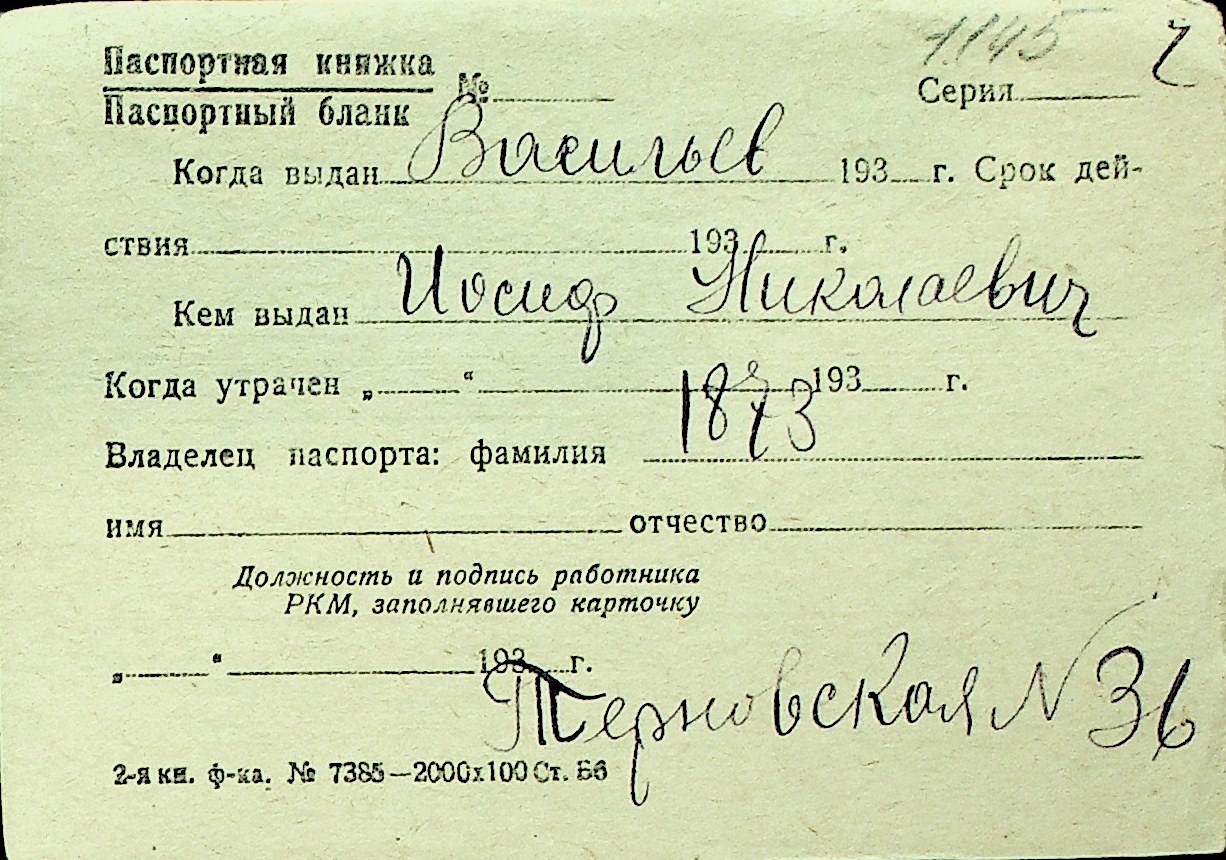 1145 ч
Паспортная книжка
Паспортный бланк
№ Серия
Васильев
Когда выдан 193 г. Срок дей-
ствия 193 г.
Иосиф Николаевич
Кем выдан
Когда утрачен „ “ 193 г.
1873
Владелец паспорта: фамилия
имя отчество
Должность и подпись работника
РКМ, заполнявшего карточку
„ “ 193 г.
Терновская N 36
2-я кн. ф-ка. № 7385—2000х100 Ст. Б6